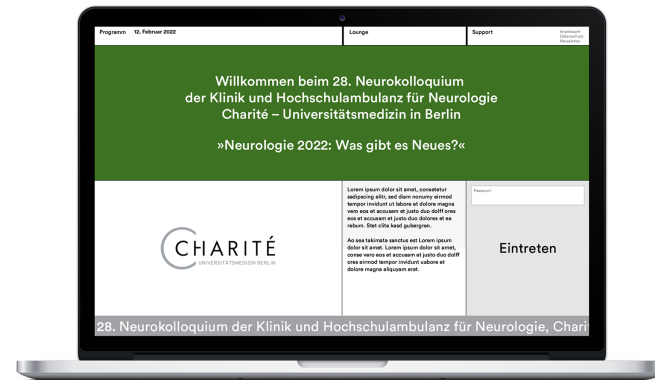 Programm 12. Februar 2022
Lounge
Support
Impressum
Datenschutz
Newsletter
Willkommen beim 28. Neurokolloquium
der Klinik und Hochschulambulanz für Neurologie
Charité – Universitätsmedizin in Berlin
»Neurologie 2022: Was gibt es Neues?«
CHARITÉ
UNIVERSITÄTSMEDIZIN BERLIN
Lorem ipsum dolor sit amet, consetetur
sadipscing elitr, sed diam nonumy eirmod
tempor invidunt ut labore et dolore magna
vero eos et accusam et justo duo dolff ores
eos et accusam et justo duo dolores et ea
rebum. Stet clita kasd gubergren.
Ao sea takimata sanctus est Lorem ipsum
dolor sit amet. Lorem ipsum dolor sit amet,
conse vero eos et accusam et justo duo dolff
ores eirmod tempor invidunt uabore et
dolore magna aliquyam erat.
Passwort
Eintreten
28. Neurokolloquium der Klinik und Hochschulambulanz für Neurologie, Chari